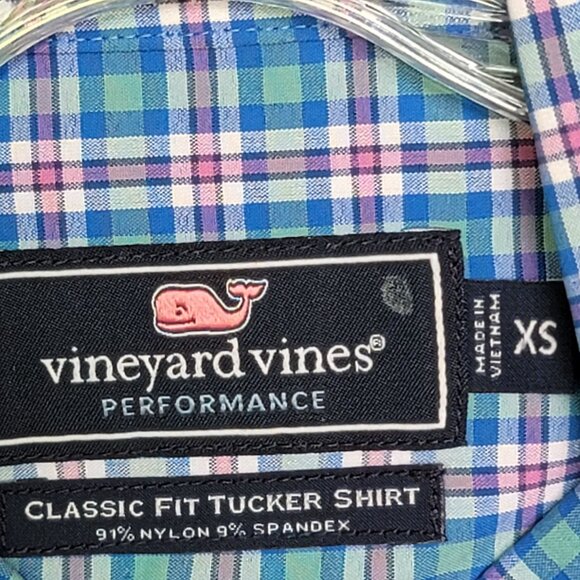 vineyard vines®
PERFORMANCE
MADE IN
VIETNAM
XS
CLASSIC FIT TUCKER SHIRT
91% NYLON 9% SPANDEX